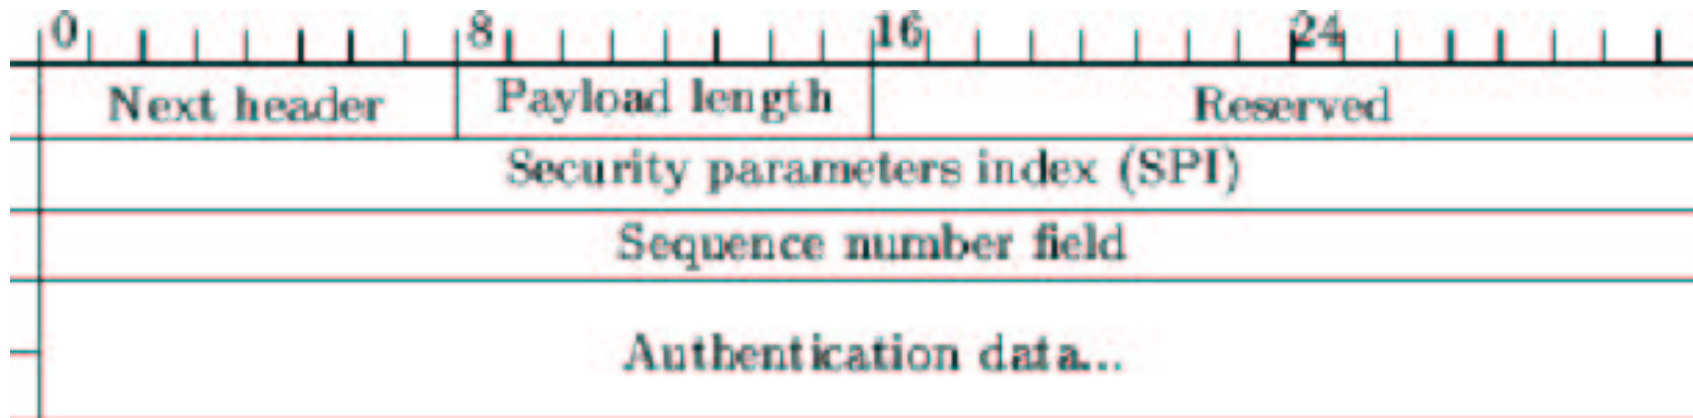 0 8 16 24
Next header Payload length Reserved
Security parameters index (SPI)
Sequence number field
Authentication data...